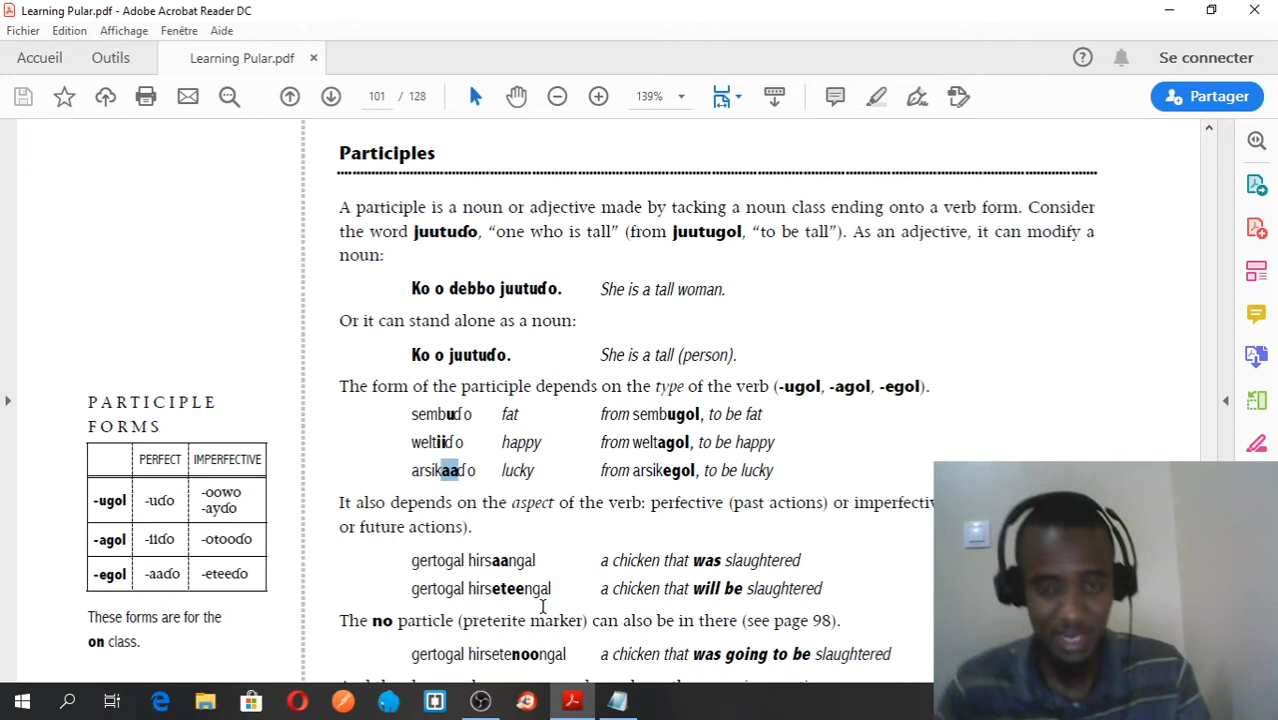 Learning Pular.pdf - Adobe Acrobat Reader DC
Fichier Edition Affichage Fenêtre Aide
Accueil Outils Learning Pular.pdf × Se connecter
101 / 128 139% Partager
Participles
A participle is a noun or adjective made by tacking a noun class ending onto a verb form. Consider
the word juutuɗo, “one who is tall” (from juutugol, “to be tall”). As an adjective, it can modify a
noun:
Ko o debbo juutuɗo. She is a tall woman.
Or it can stand alone as a noun:
Ko o juutuɗo. She is a tall (person).
The form of the participle depends on the type of the verb (-ugol, -agol, -egol).
sembuɗo fat from sembugol, to be fat
weltiiɗo happy from weltagol, to be happy
arsikaaɗo lucky from arsikegol, to be lucky
It also depends on the aspect of the verb: perfective (past actions) or imperfectiv
or future actions).
gertogal hirsaangal a chicken that was slaughtered
gertogal hirseteengal a chicken that will be slaughtered
The no particle (preterite marker) can also be in there (see page 98).
gertogal hirsetenoongal a chicken that was going to be slaughtered
PARTICIPLE
FORMS
PERFECT IMPERFECTIVE
-ugol -uɗo -oowo
-ayɗo
-agol -iiɗo -otooɗo
-egol -aaɗo -eteeɗo
These forms are for the
on class.